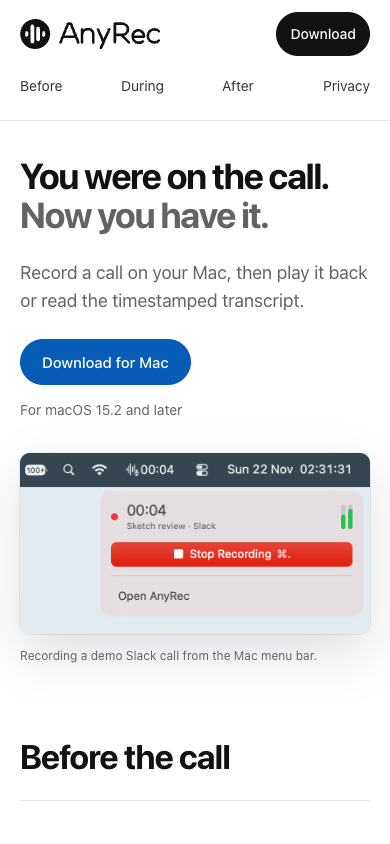 AnyRec
Download
Before During After Privacy
You were on the call.
Now you have it.
Record a call on your Mac, then play it back
or read the timestamped transcript.
Download for Mac
For macOS 15.2 and later
100+ 00:04 Sun 22 Nov 02:31:31
00:04
Sketch review · Slack
Stop Recording ⌘.
Open AnyRec
Recording a demo Slack call from the Mac menu bar.
Before the call